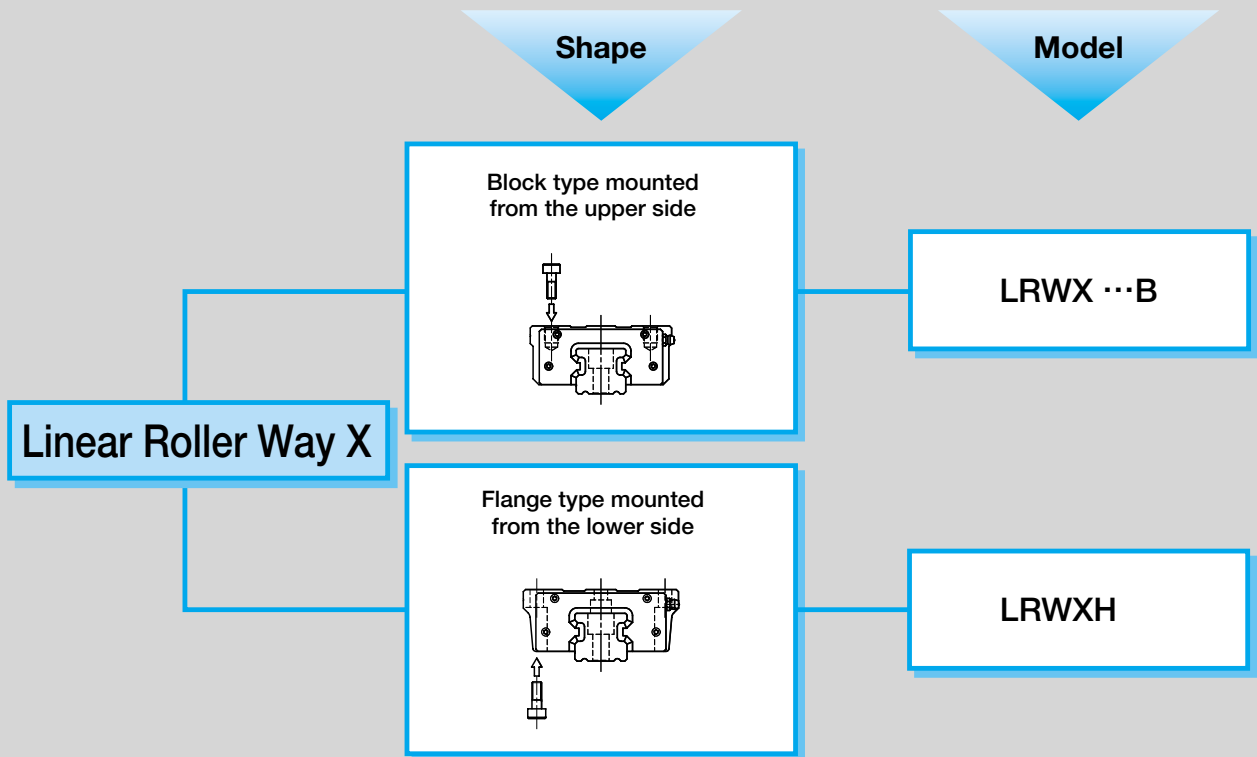 Shape
Model
Block type mounted
from the upper side
LRWX ···B
Linear Roller Way X
Flange type mounted
from the lower side
LRWXH